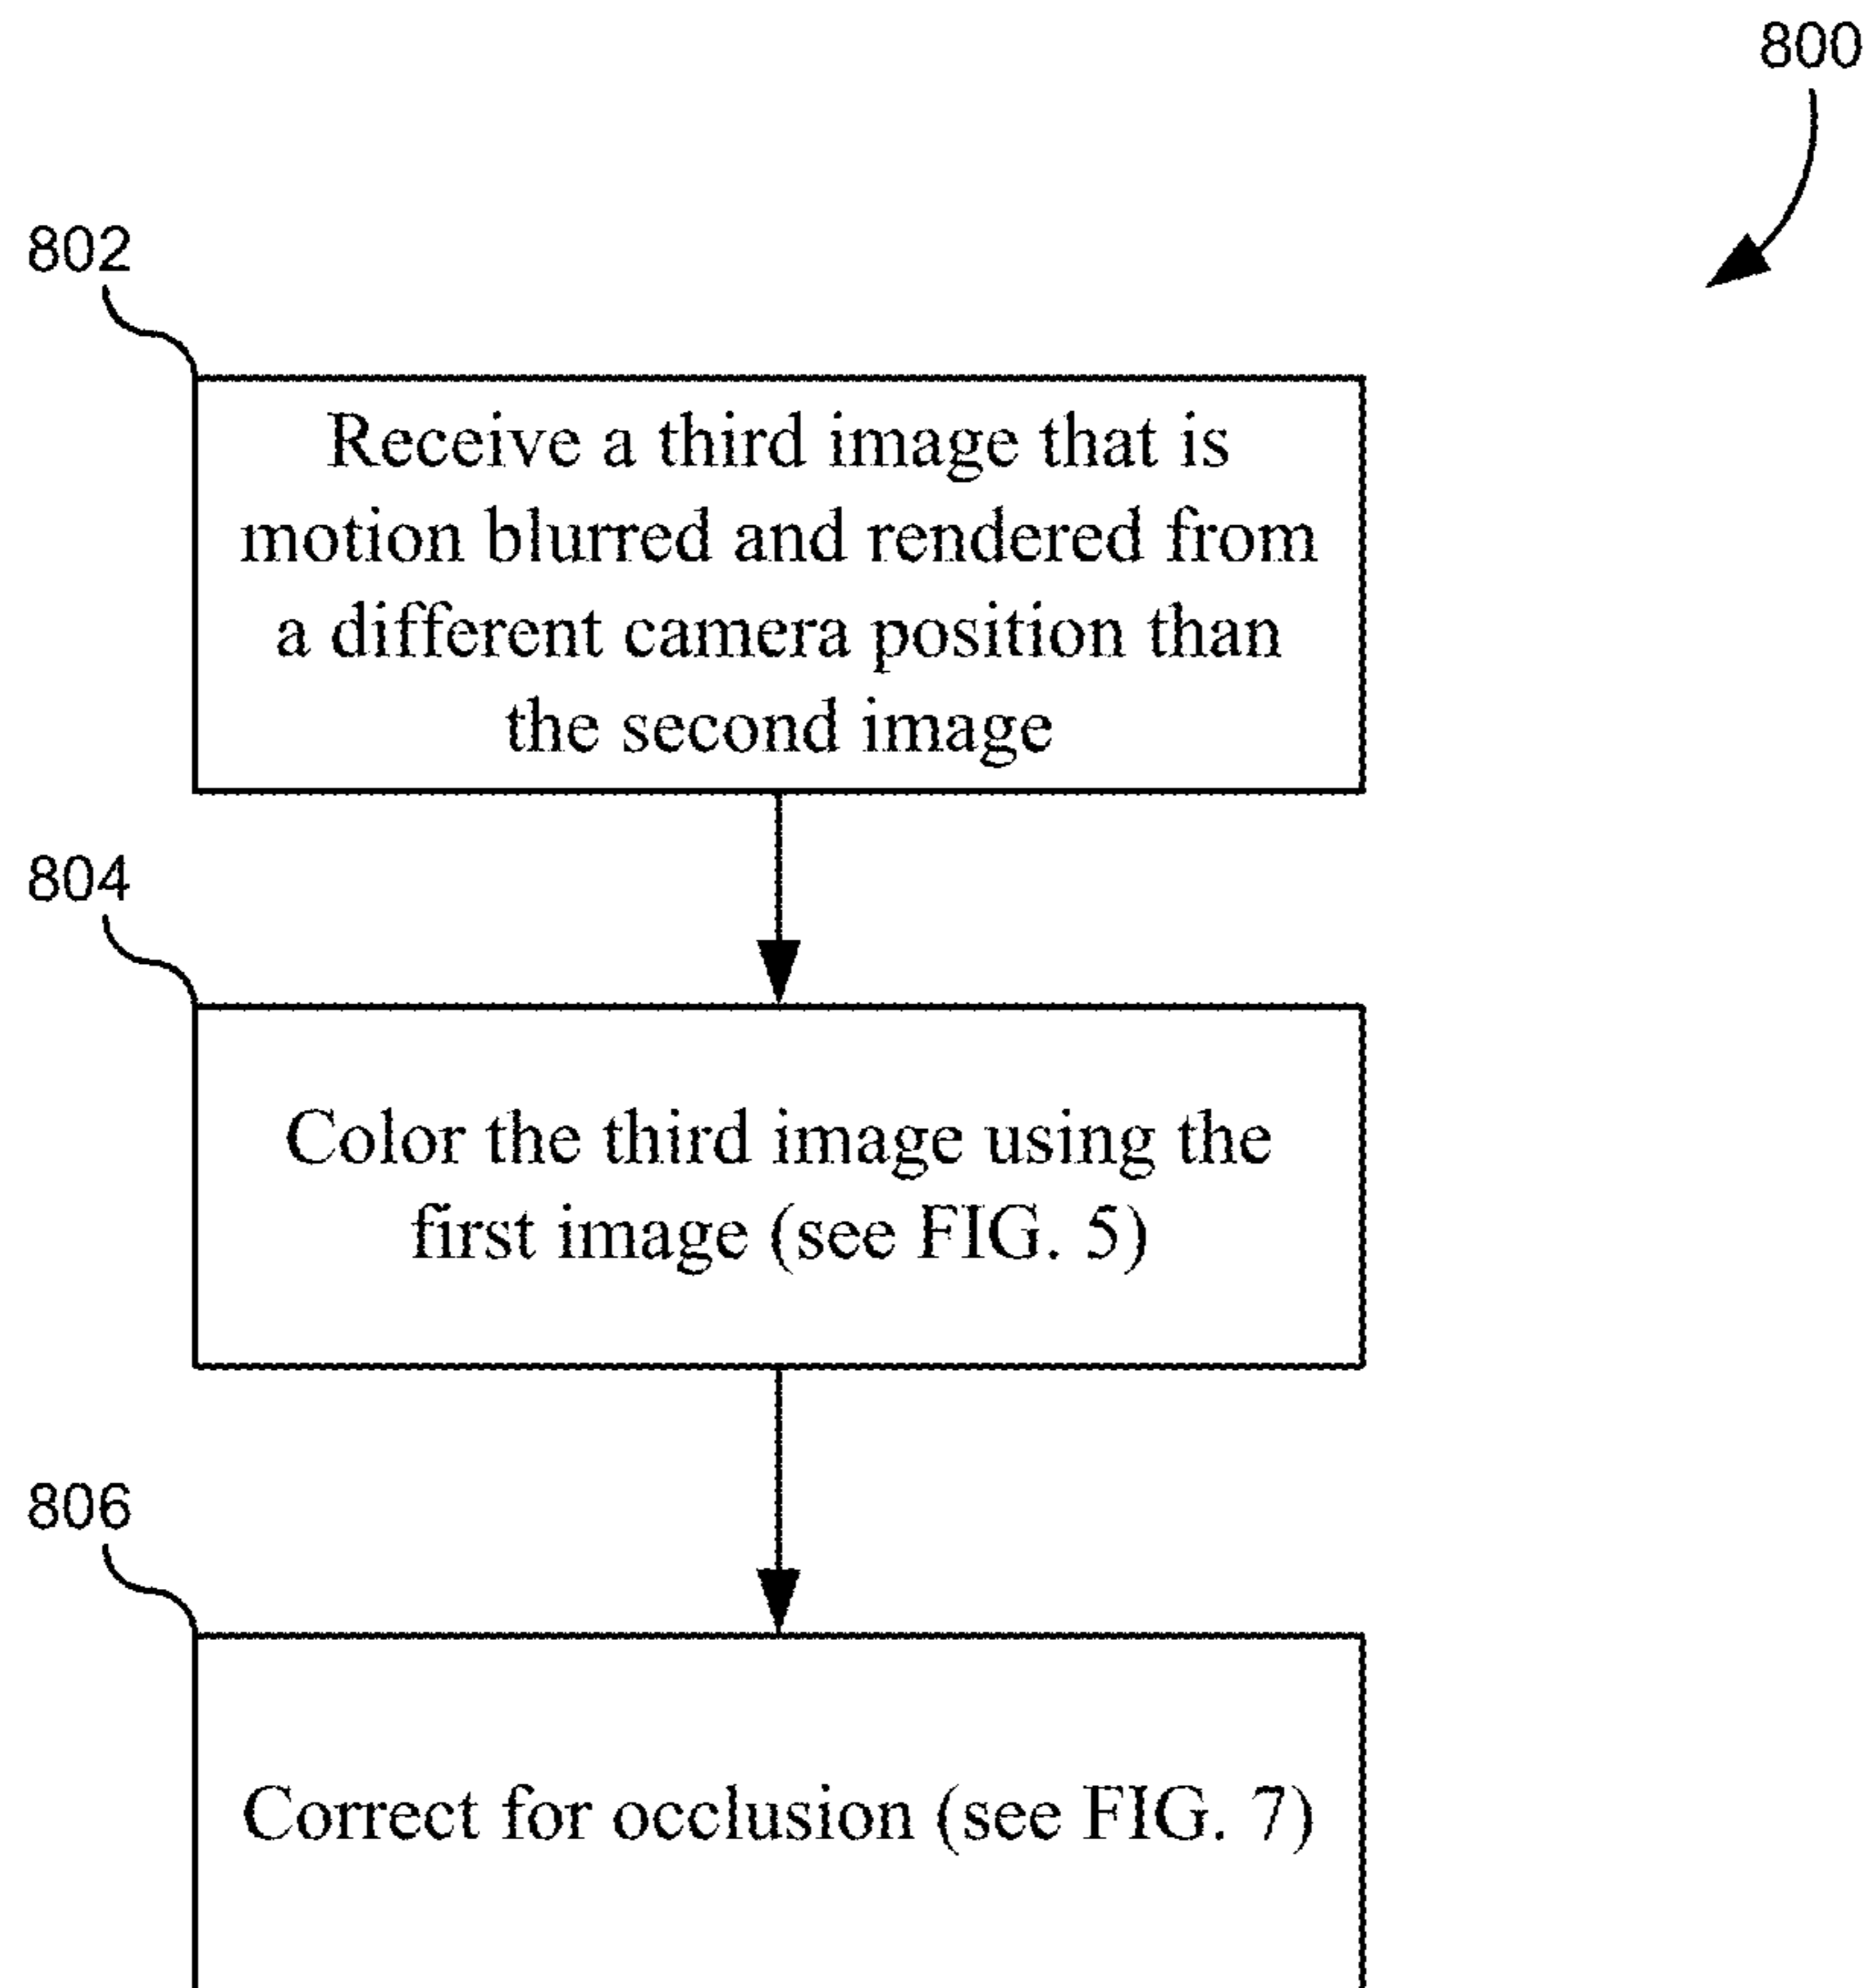 800
802
Receive a third image that is
motion blurred and rendered from
a different camera position than
the second image
804
Color the third image using the
first image (see FIG. 5)
806
Correct for occlusion (see FIG. 7)